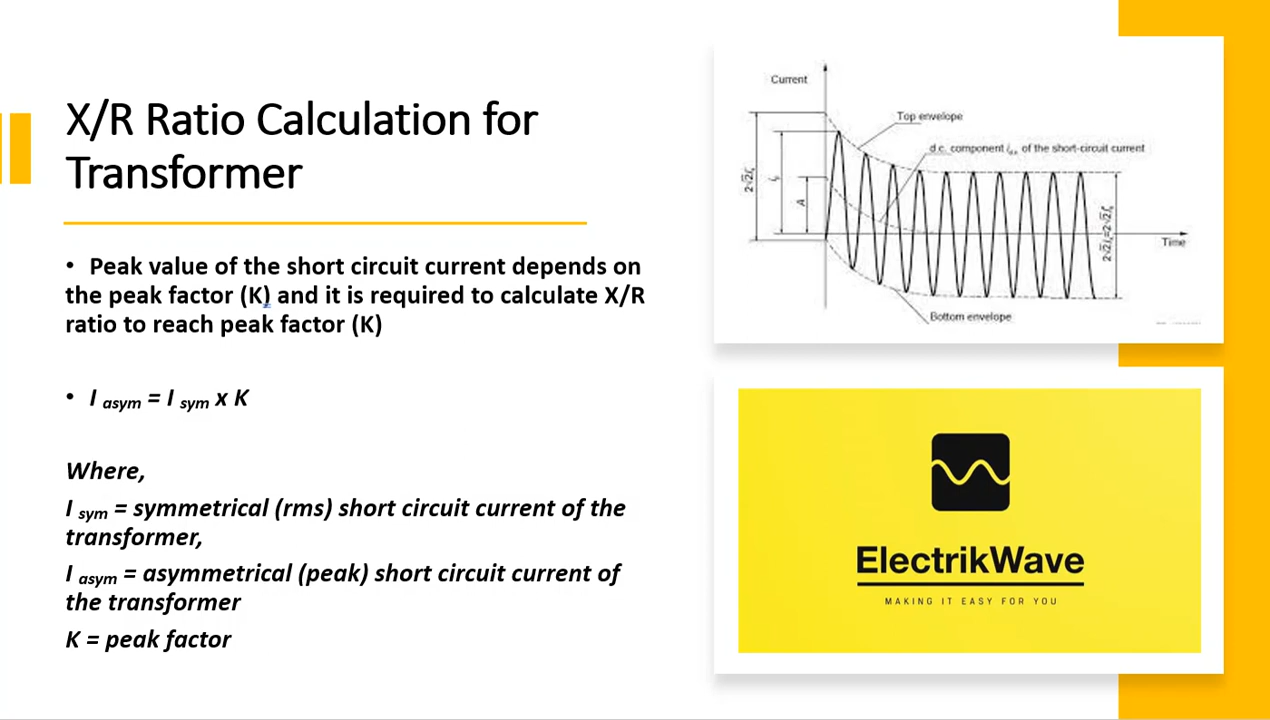 X/R Ratio Calculation for
Transformer
• Peak value of the short circuit current depends on
the peak factor (K) and it is required to calculate X/R
ratio to reach peak factor (K)
• I asym = I sym x K
Where,
I sym = symmetrical (rms) short circuit current of the
transformer,
I asym = asymmetrical (peak) short circuit current of
the transformer
K = peak factor
Current
Top envelope
d.c. component i d.c. of the short-circuit current
A
Time
Bottom envelope
ElectrikWave
MAKING IT EASY FOR YOU